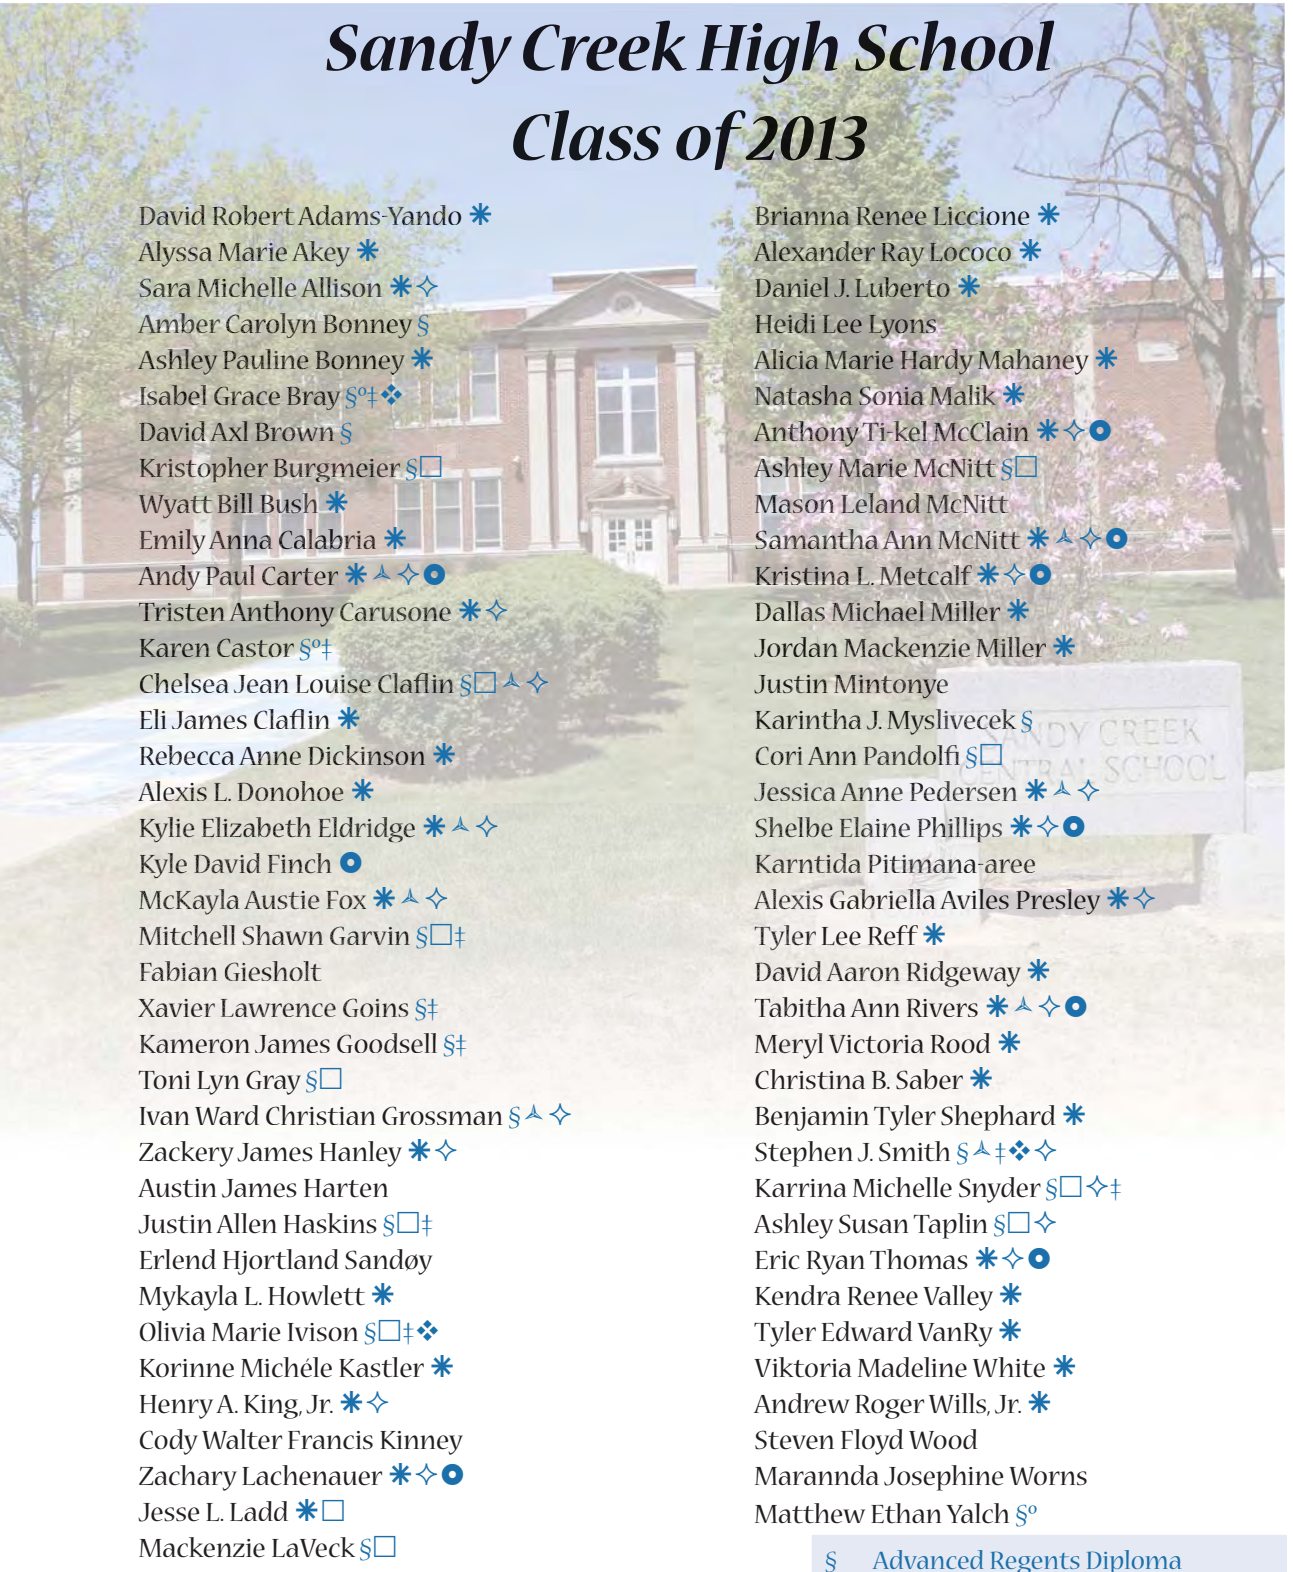 Sandy Creek High School
Class of 2013
David Robert Adams-Yando ✱
Alyssa Marie Akey ✱
Sara Michelle Allison ✱✧
Amber Carolyn Bonney §
Ashley Pauline Bonney ✱
Isabel Grace Bray §º‡❖
David Axl Brown §
Kristopher Burgmeier §□
Wyatt Bill Bush ✱
Emily Anna Calabria ✱
Andy Paul Carter ✱⅄✧✪
Tristen Anthony Carusone ✱✧
Karen Castor §º‡
Chelsea Jean Louise Claflin §□⅄✧
Eli James Claflin ✱
Rebecca Anne Dickinson ✱
Alexis L. Donohoe ✱
Kylie Elizabeth Eldridge ✱⅄✧
Kyle David Finch ✪
McKayla Austie Fox ✱⅄✧
Mitchell Shawn Garvin §□‡
Fabian Giesholt
Xavier Lawrence Goins §‡
Kameron James Goodsell §‡
Toni Lyn Gray §□
Ivan Ward Christian Grossman §⅄✧
Zackery James Hanley ✱✧
Austin James Harten
Justin Allen Haskins §□‡
Erlend Hjortland Sandøy
Mykayla L. Howlett ✱
Olivia Marie Ivison §□‡❖
Korinne Michéle Kastler ✱
Henry A. King, Jr. ✱✧
Cody Walter Francis Kinney
Zachary Lachenauer ✱✧✪
Jesse L. Ladd ✱□
Mackenzie LaVeck §□
Brianna Renee Liccione ✱
Alexander Ray Lococo ✱
Daniel J. Luberto ✱
Heidi Lee Lyons
Alicia Marie Hardy Mahaney ✱
Natasha Sonia Malik ✱
Anthony Ti-kel McClain ✱✧✪
Ashley Marie McNitt §□
Mason Leland McNitt
Samantha Ann McNitt ✱⅄✧✪
Kristina L. Metcalf ✱✧✪
Dallas Michael Miller ✱
Jordan Mackenzie Miller ✱
Justin Mintonye
Karintha J. Myslivecek §
Cori Ann Pandolfi §□
Jessica Anne Pedersen ✱⅄✧
Shelbe Elaine Phillips ✱✧✪
Karntida Pitimana-aree
Alexis Gabriella Aviles Presley ✱✧
Tyler Lee Reff ✱
David Aaron Ridgeway ✱
Tabitha Ann Rivers ✱⅄✧✪
Meryl Victoria Rood ✱
Christina B. Saber ✱
Benjamin Tyler Shephard ✱
Stephen J. Smith §⅄‡❖✧
Karrina Michelle Snyder §□✧‡
Ashley Susan Taplin §□✧
Eric Ryan Thomas ✱✧✪
Kendra Renee Valley ✱
Tyler Edward VanRy ✱
Viktoria Madeline White ✱
Andrew Roger Wills, Jr. ✱
Steven Floyd Wood
Marannda Josephine Worns
Matthew Ethan Yalch §º
SANDY CREEK
CENTRAL SCHOOL
§ Advanced Regents Diploma